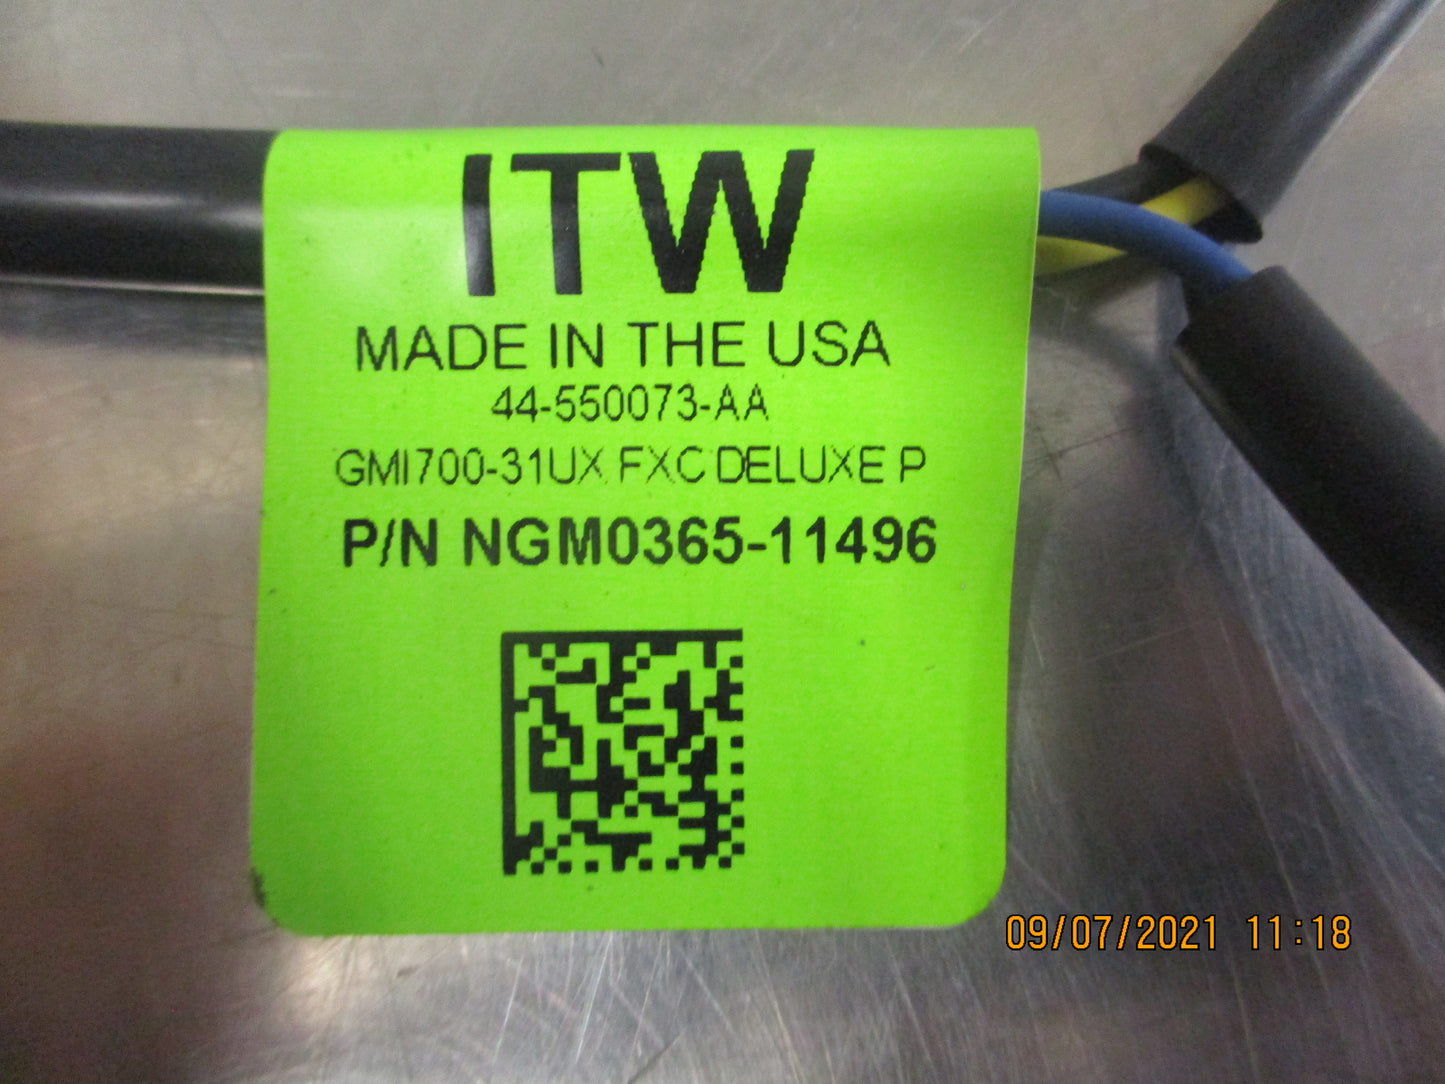 ITW
MADE IN THE USA
44-550073-AA
GMI700-31UX FXC DELUXE P
P/N NGM0365-11496
09/07/2021 11:18